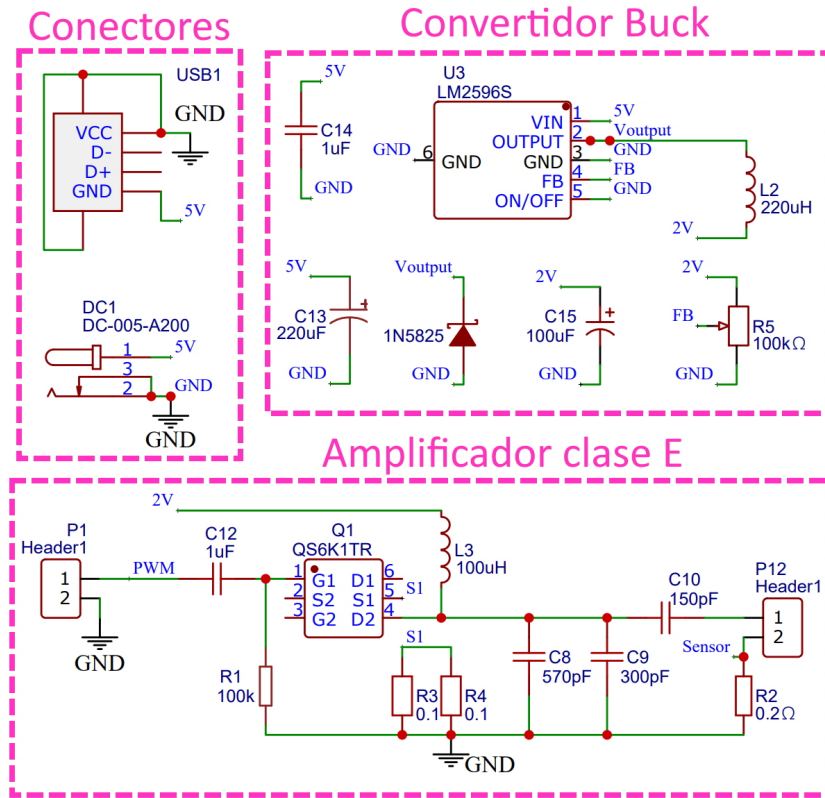 Conectores
USB1
GND
VCC
D-
D+
GND
5V
DC1
DC-005-A200
1
5V
3
2
GND
GND
Convertidor Buck
5V
C14
1uF
GND
U3
LM2596S
GND
6
GND
VIN
1
5V
OUTPUT
2
Voutput
GND
3
GND
FB
4
FB
ON/OFF
5
GND
L2
220uH
2V
5V
C13
220uF
+
GND
Voutput
1N5825
GND
2V
C15
100uF
+
GND
2V
FB
R5
100kΩ
GND
Amplificador clase E
P1
Header1
1
2
PWM
GND
2V
C12
1uF
R1
100k
Q1
QS6K1TR
1
G1
D1
6
2
S2
S1
5
S1
3
G2
D2
4
L3
100uH
S1
R3
0.1
R4
0.1
GND
C8
570pF
C9
300pF
C10
150pF
P12
Header1
1
2
Sensor
R2
0.2Ω